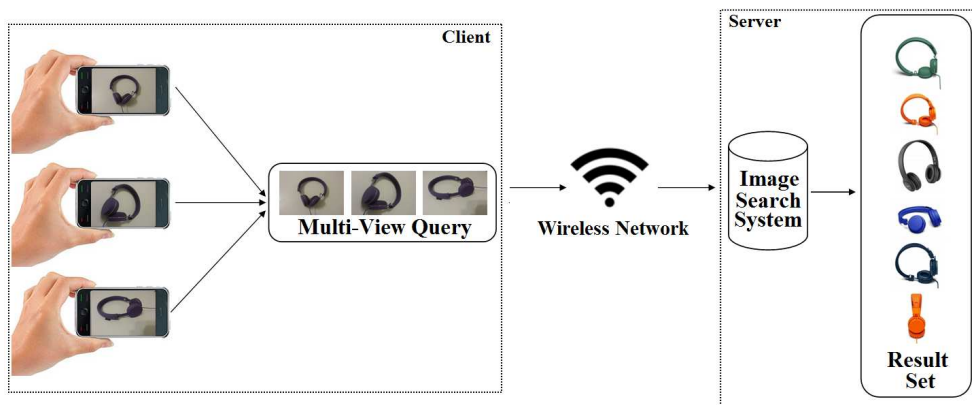 Client
Multi-View Query
Wireless Network
Server
Image
Search
System
Result
Set